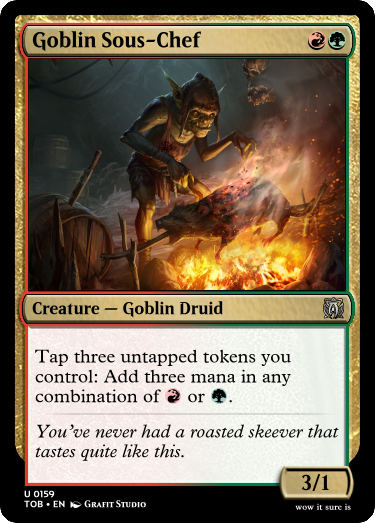 Goblin Sous-Chef
Creature — Goblin Druid
Tap three untapped tokens you
control: Add three mana in any
combination of or .
You've never had a roasted skeever that
tastes quite like this.
3/1
U 0159
TOB • EN Grafit Studio
wow it sure is